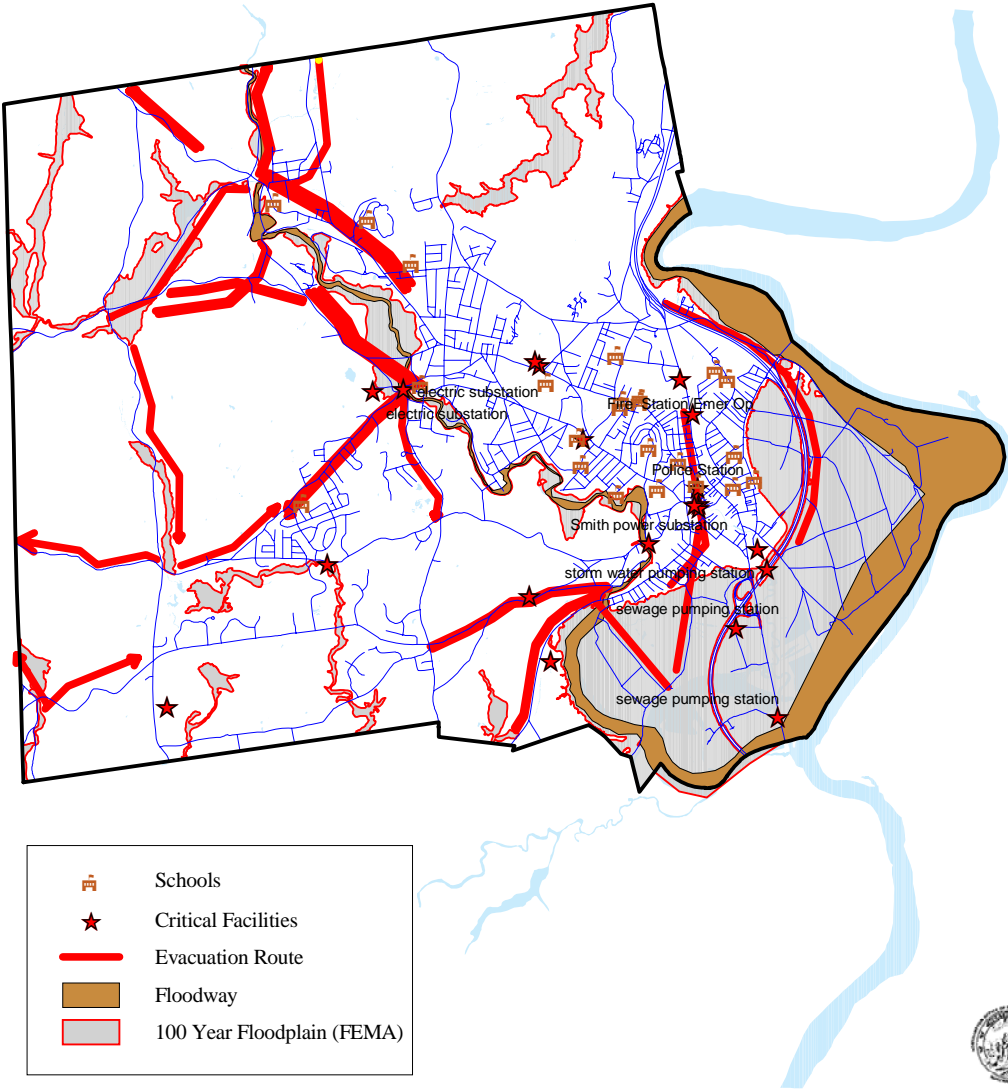 electric substation
electric substation
Fire Station/Emer Op
Police Station
Smith power substation
storm water pumping station
sewage pumping station
sewage pumping station
Schools
Critical Facilities
Evacuation Route
Floodway
100 Year Floodplain (FEMA)